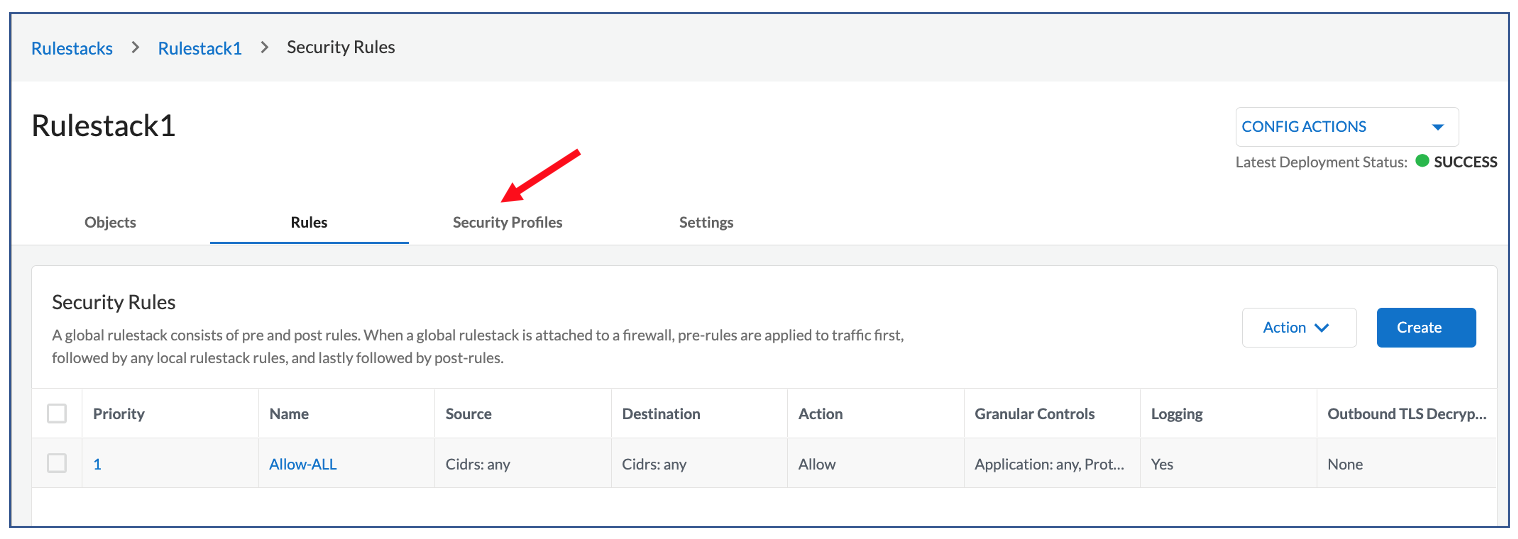 Rulestacks > Rulestack1 > Security Rules
Rulestack1
CONFIG ACTIONS
Latest Deployment Status: SUCCESS
Objects Rules Security Profiles Settings
Security Rules
A global rulestack consists of pre and post rules. When a global rulestack is attached to a firewall, pre-rules are applied to traffic first,
followed by any local rulestack rules, and lastly followed by post-rules.
Action Create
Priority Name Source Destination Action Granular Controls Logging Outbound TLS Decryp...
1 Allow-ALL Cidrs: any Cidrs: any Allow Application: any, Prot... Yes None